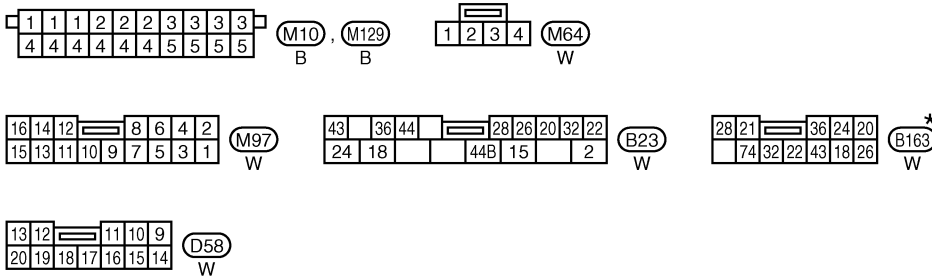 1 1 1 2 2 2 3 3 3 3 M10 , M129
4 4 4 4 4 4 5 5 5 5 B B
1 2 3 4 M64
W
16 14 12 8 6 4 2 M97
15 13 11 10 9 7 5 3 1 W
43 36 44 28 26 20 32 22 B23
24 18 44B 15 2 W
28 21 36 24 20 B163 *
74 32 22 43 18 26 W
13 12 11 10 9 D58
20 19 18 17 16 15 14 W